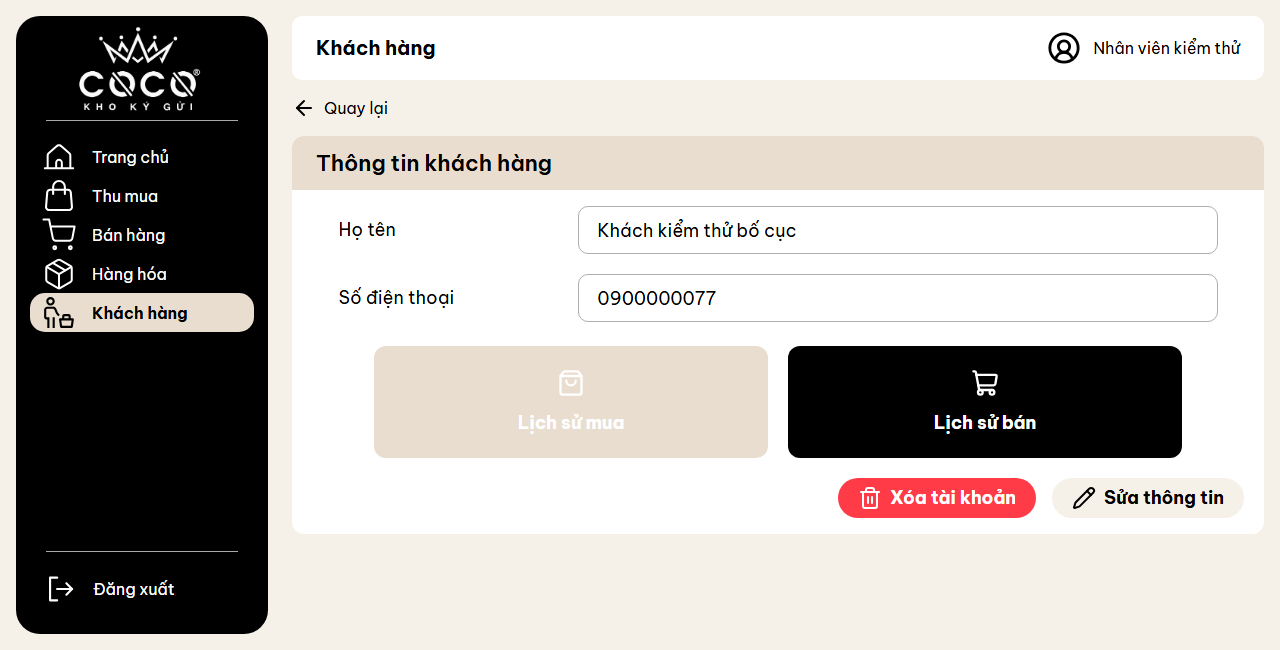 COCO®
KHO KÝ GỬI
Trang chủ
Thu mua
Bán hàng
Hàng hóa
Khách hàng
Đăng xuất
Khách hàng
Nhân viên kiểm thử
Quay lại
Thông tin khách hàng
Họ tên
Khách kiểm thử bố cục
Số điện thoại
0900000077
Lịch sử mua
Lịch sử bán
Xóa tài khoản
Sửa thông tin